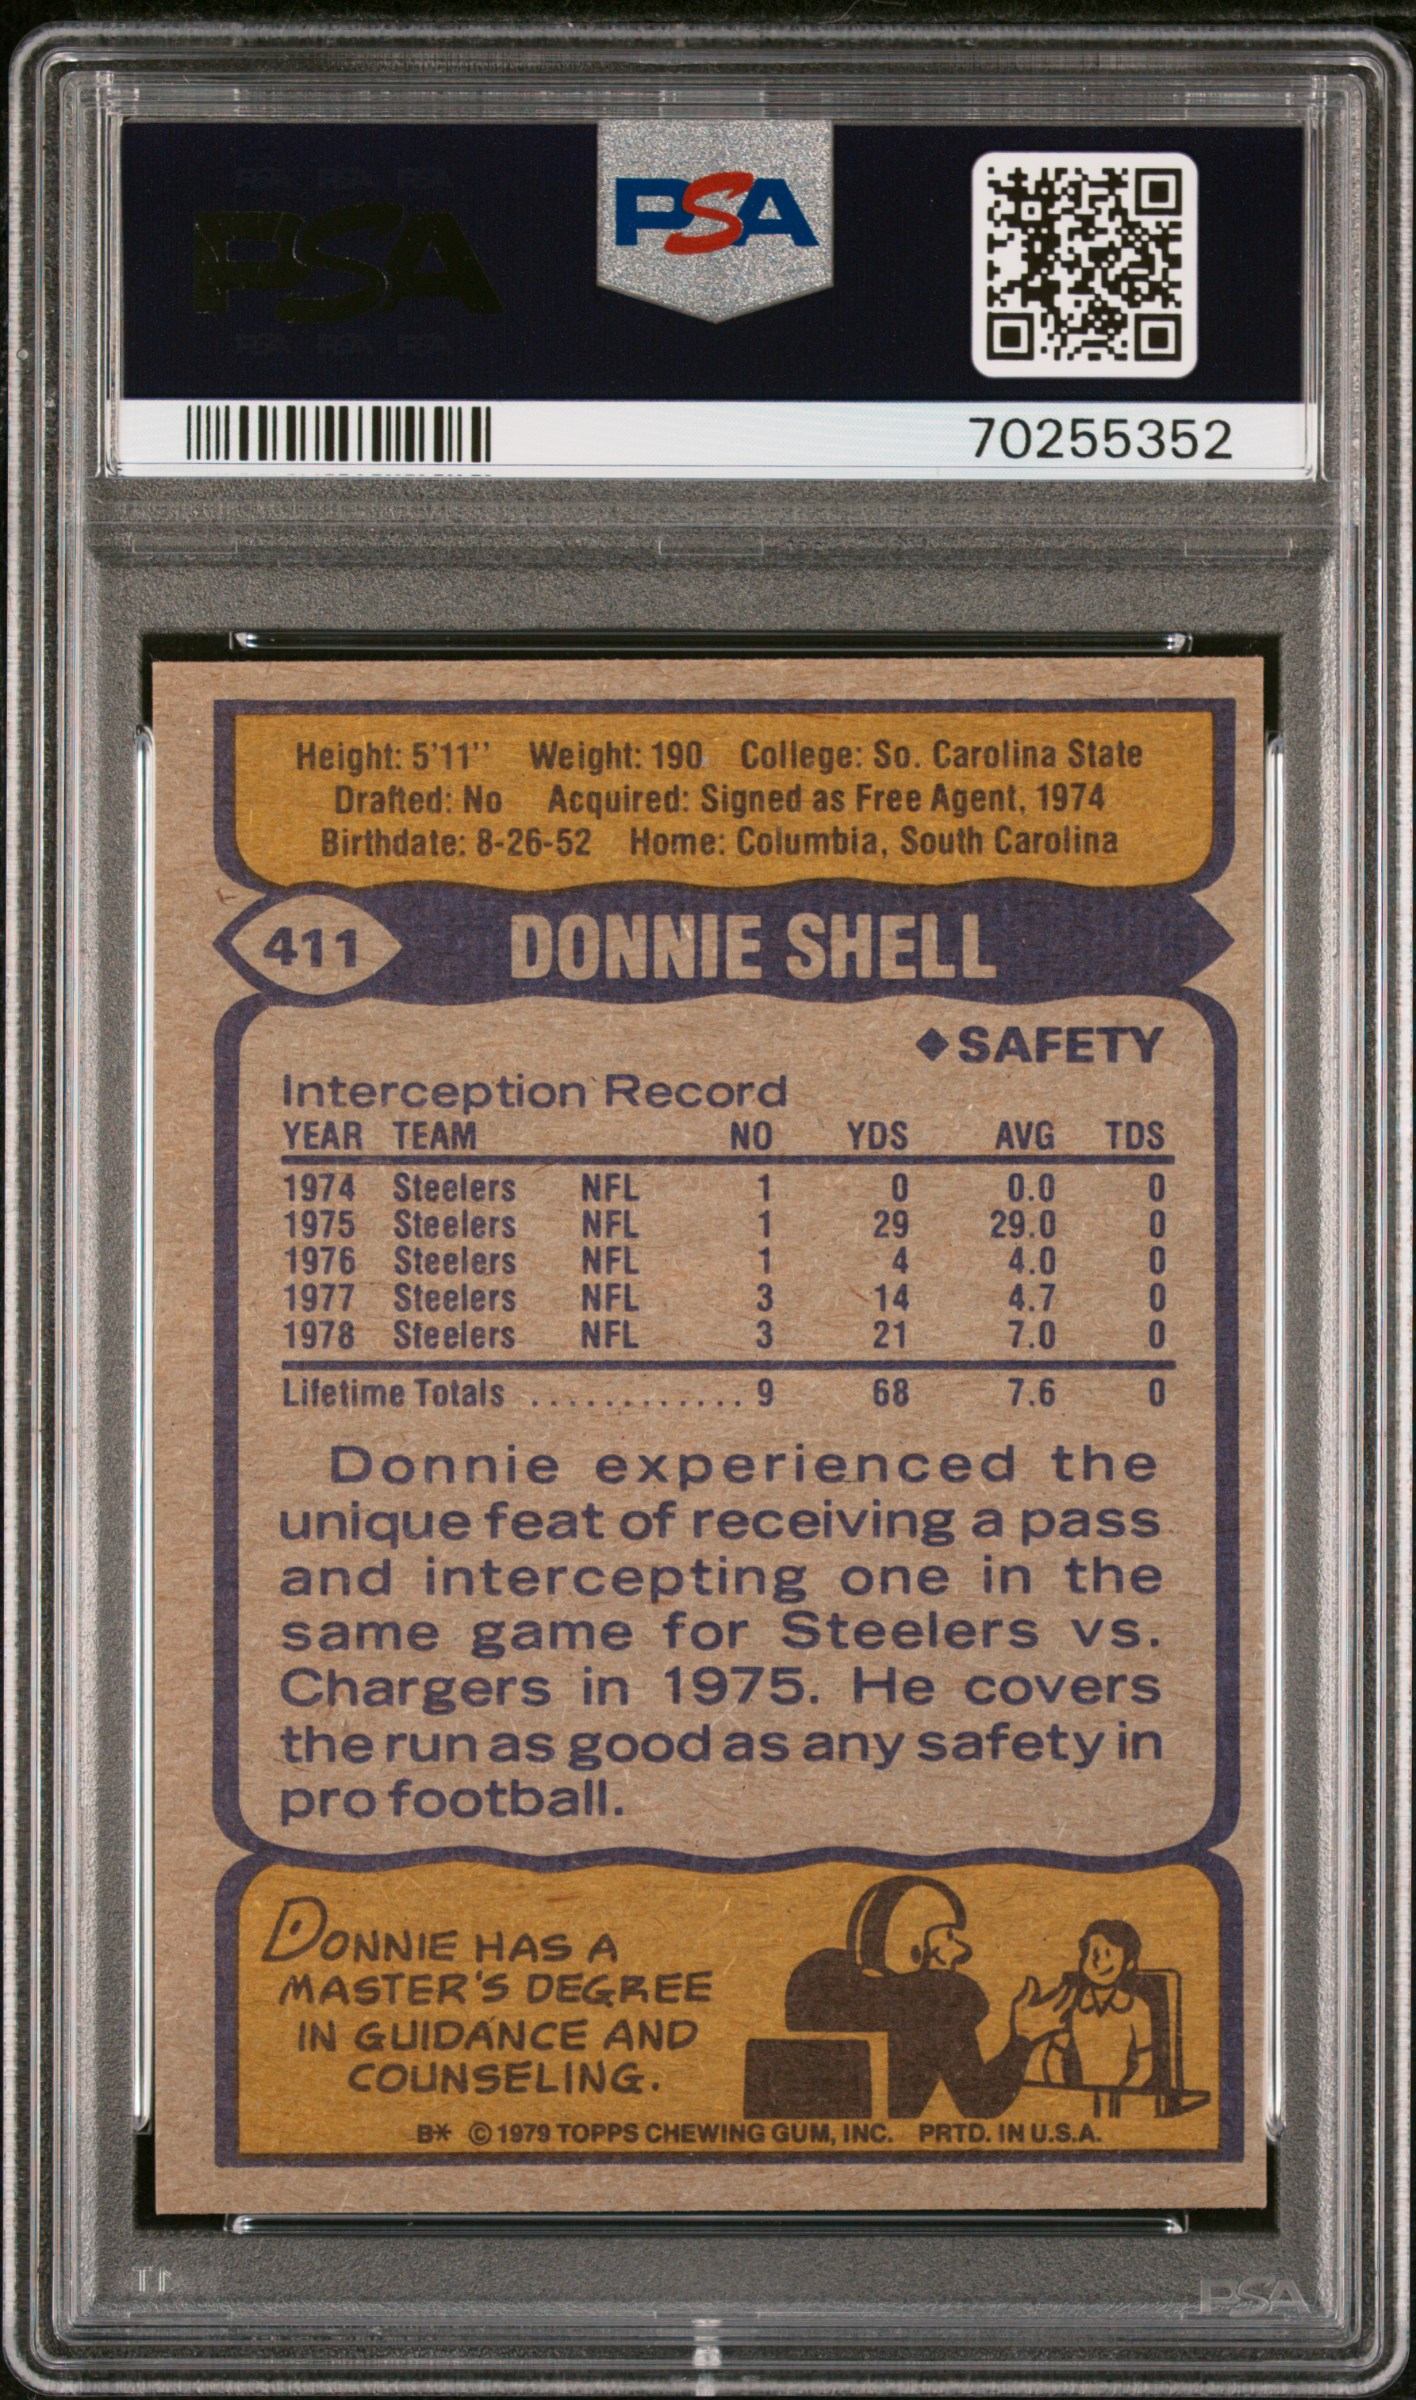 PSA PSA PSA
PSA
PSA PSA PSA
PSA
70255352
Height: 5'11'' Weight: 190 College: So. Carolina State
Drafted: No Acquired: Signed as Free Agent, 1974
Birthdate: 8-26-52 Home: Columbia, South Carolina
411 DONNIE SHELL
◆SAFETY
Interception Record
YEAR TEAM NO YDS AVG TDS
1974 Steelers NFL 1 0 0.0 0
1975 Steelers NFL 1 29 29.0 0
1976 Steelers NFL 1 4 4.0 0
1977 Steelers NFL 3 14 4.7 0
1978 Steelers NFL 3 21 7.0 0
Lifetime Totals ............ 9 68 7.6 0
Donnie experienced the
unique feat of receiving a pass
and intercepting one in the
same game for Steelers vs.
Chargers in 1975. He covers
the run as good as any safety in
pro football.
DONNIE HAS A
MASTER'S DEGREE
IN GUIDANCE AND
COUNSELING.
B* © 1979 TOPPS CHEWING GUM, INC. PRTD. IN U.S.A.
PSA